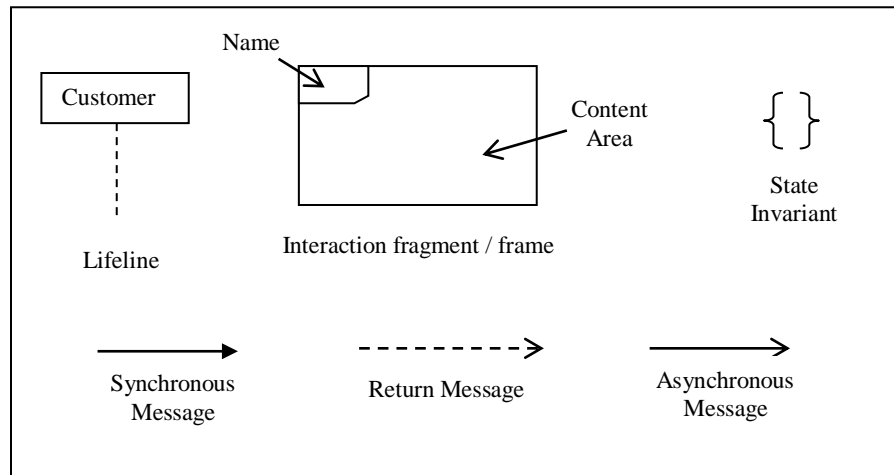 Name
Customer
Content
Area
{ }
State
Invariant
Interaction fragment / frame
Lifeline
Synchronous
Message
Return Message
Asynchronous
Message